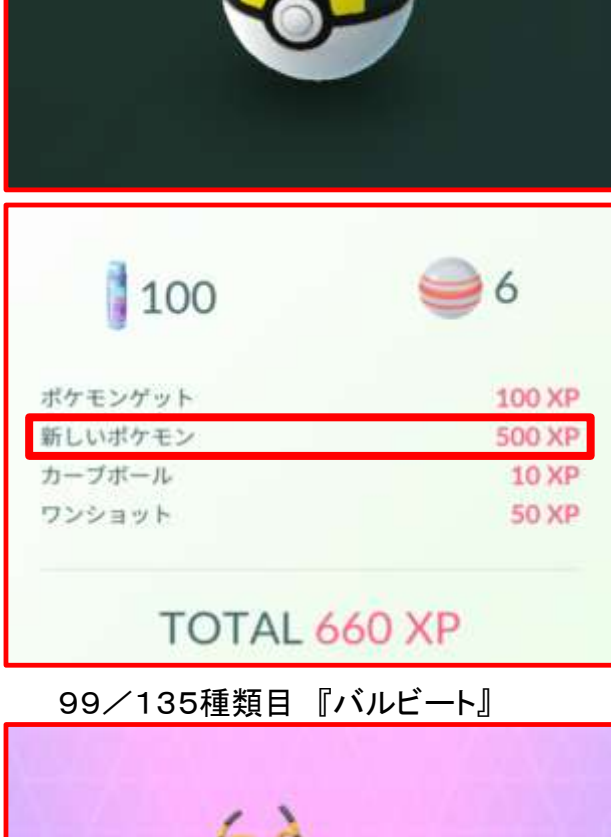 100 6
ポケモンゲット 100 XP
新しいポケモン 500 XP
カーブボール 10 XP
ワンショット 50 XP
TOTAL 660 XP
99／135種類目 『バルビート』